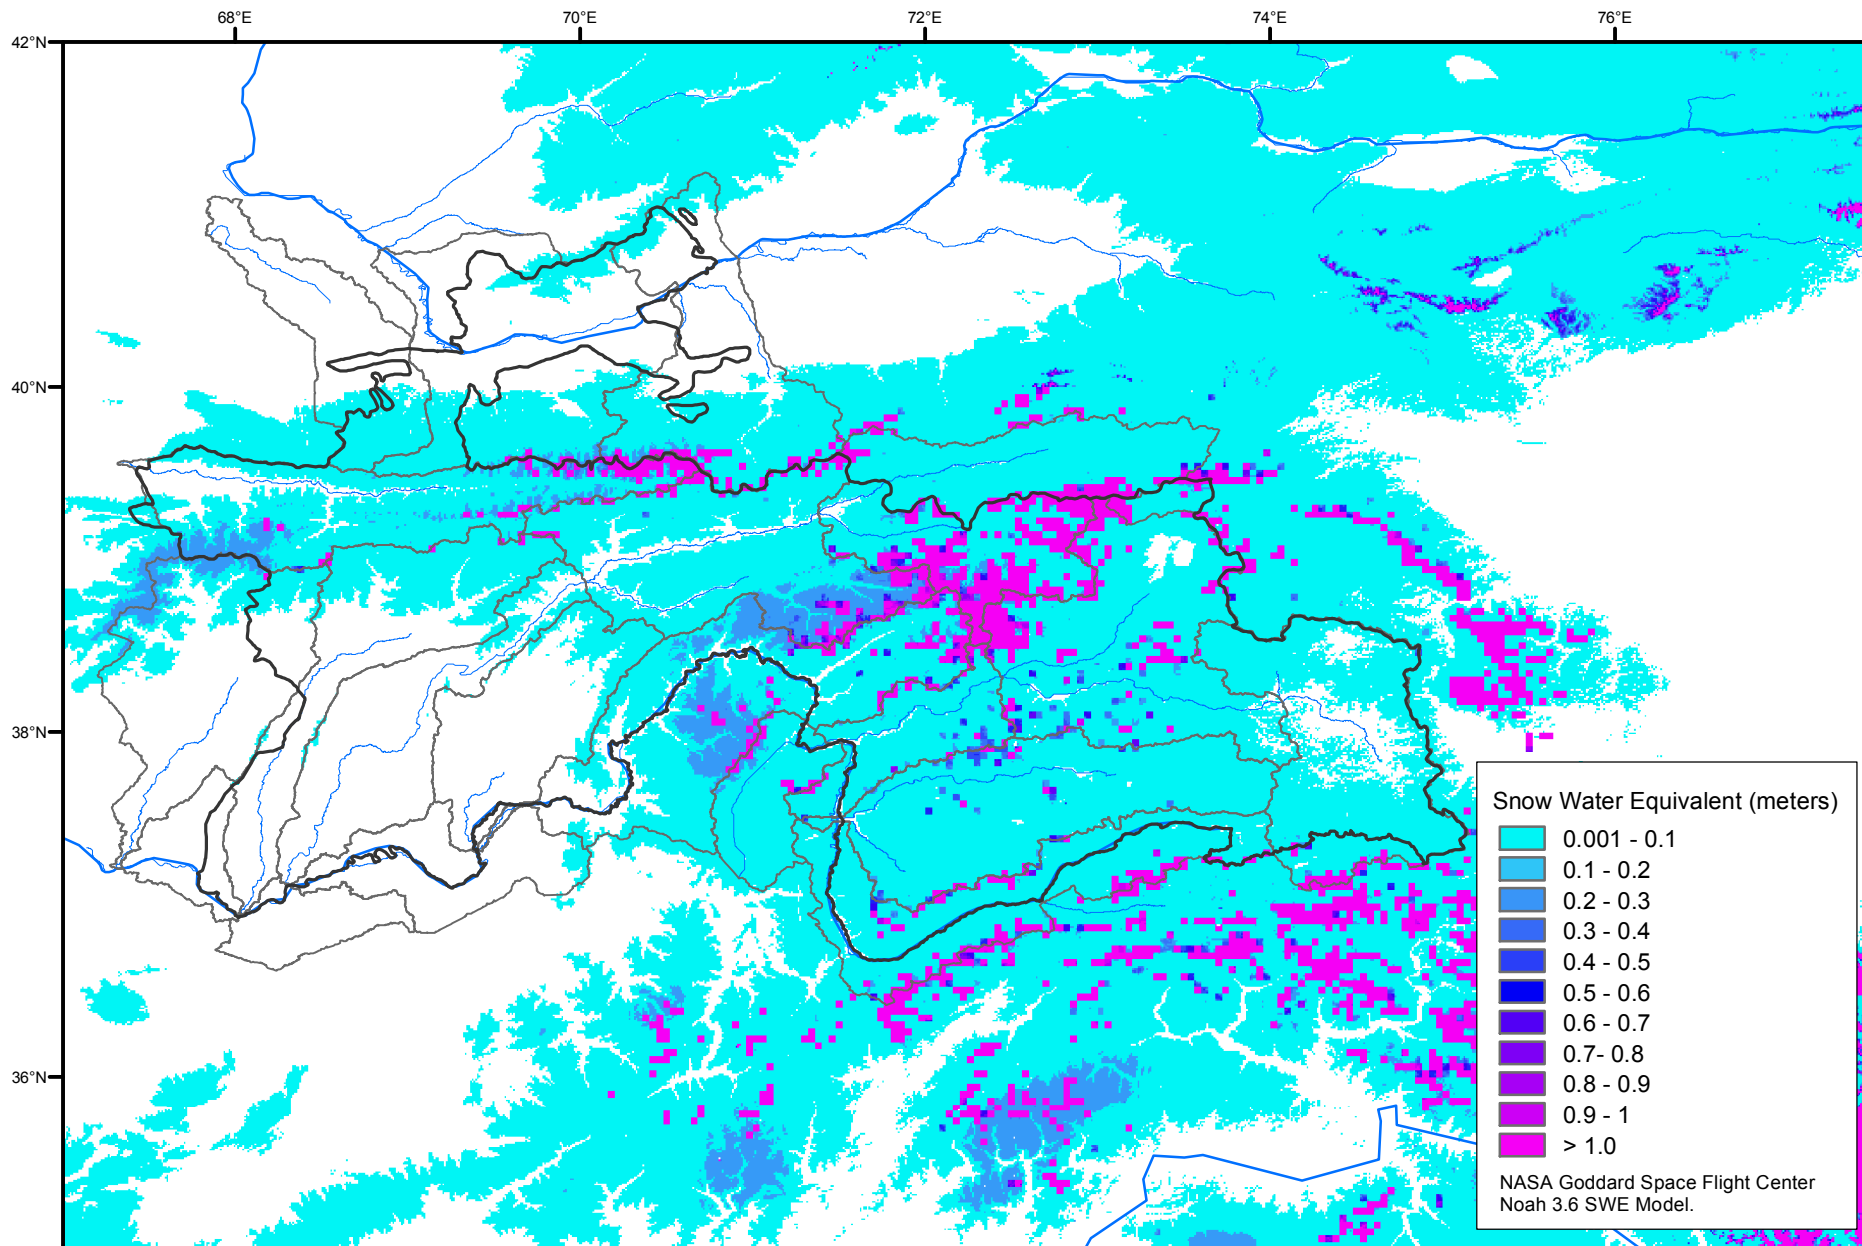 68°E 70°E 72°E 74°E 76°E
42°N
40°N
38°N
36°N
Snow Water Equivalent (meters)
0.001 - 0.1
0.1 - 0.2
0.2 - 0.3
0.3 - 0.4
0.4 - 0.5
0.5 - 0.6
0.6 - 0.7
0.7- 0.8
0.8 - 0.9
0.9 - 1
> 1.0
NASA Goddard Space Flight Center
Noah 3.6 SWE Model.